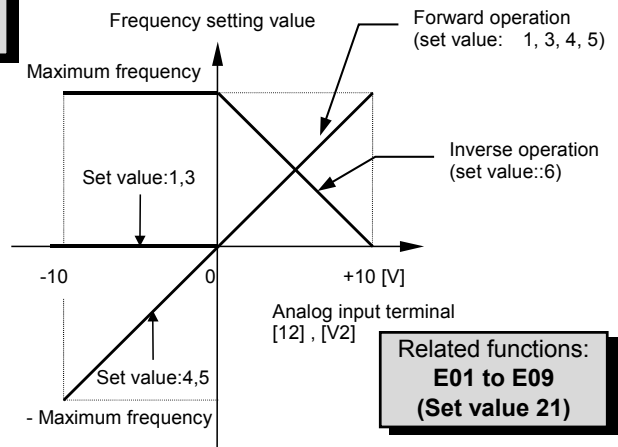 Frequency setting value
Forward operation
(set value: 1, 3, 4, 5)
Maximum frequency
Inverse operation
(set value::6)
Set value:1,3
-10
0
+10 [V]
Analog input terminal
[12] , [V2]
Set value:4,5
- Maximum frequency
Related functions:
E01 to E09
(Set value 21)